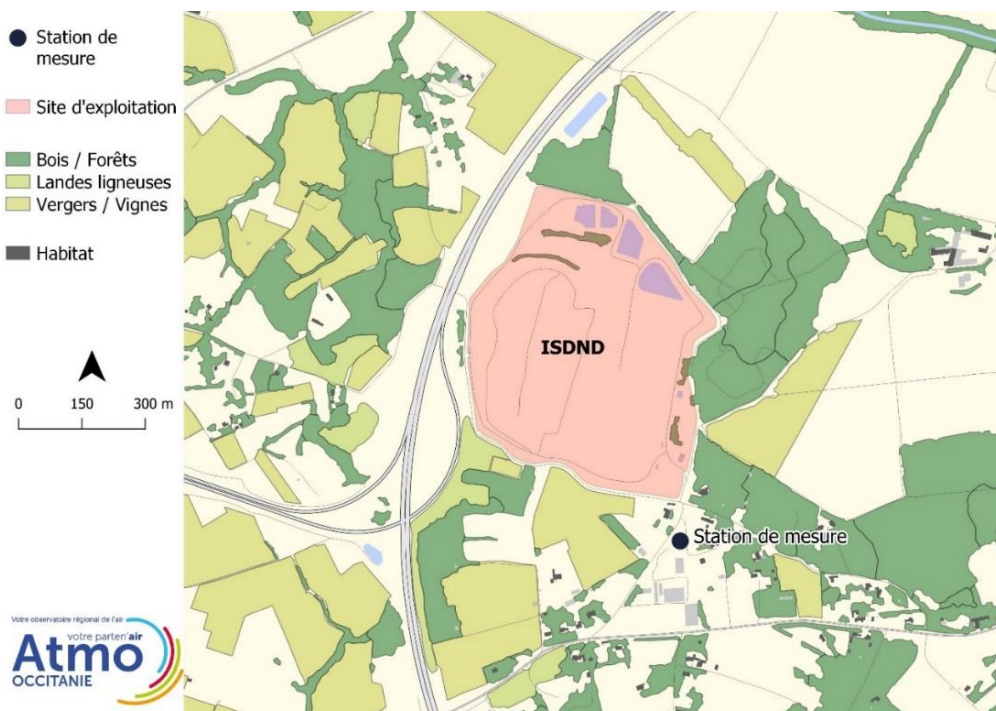 Station de
mesure
Site d'exploitation
Bois / Forêts
Landes ligneuses
Vergers / Vignes
Habitat
0 150 300 m
ISDND
Station de mesure
Votre observatoire régional de l'air
votre parten'air
Atmo
OCCITANIE